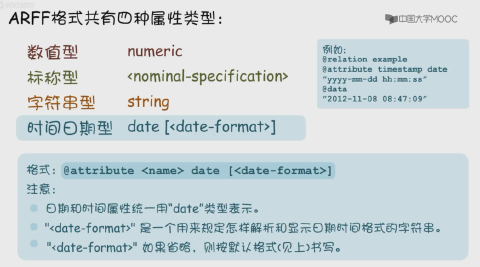 ARFF格式共有四种属性类型:
中国大学MOOC
数值型 numeric
标称型 <nominal-specification>
字符串型 string
时间日期型 date [<date-format>]
例如:
@relation example
@attribute timestamp date
"yyyy-mm-dd hh:mm:ss"
@data
"2012-11-08 08:47:09"
格式: @attribute <name> date [<date-format>]
注意:
日期和时间属性统一用"date"类型表示。
"<date-format>" 是一个用来规定怎样解析和显示日期时间格式的字符串。
"<date-format>" 如果省略，则按默认格式(见上)书写。